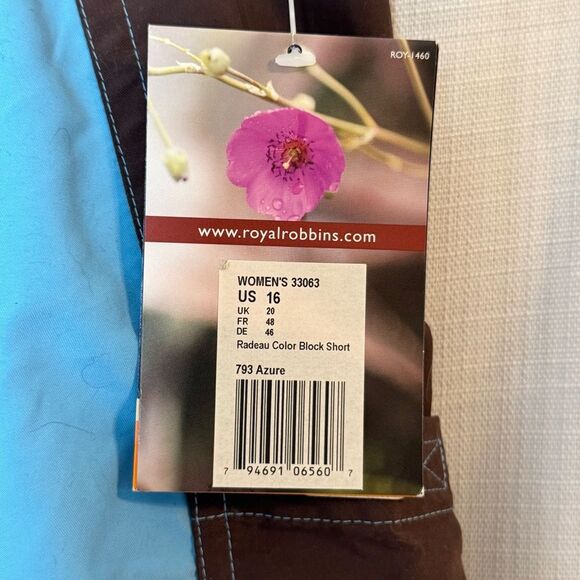 ROY-1460
www.royalrobbins.com
WOMEN'S 33063
US 16
UK 20
FR 48
DE 46
Radeau Color Block Short
793 Azure
7 94691 06560 7